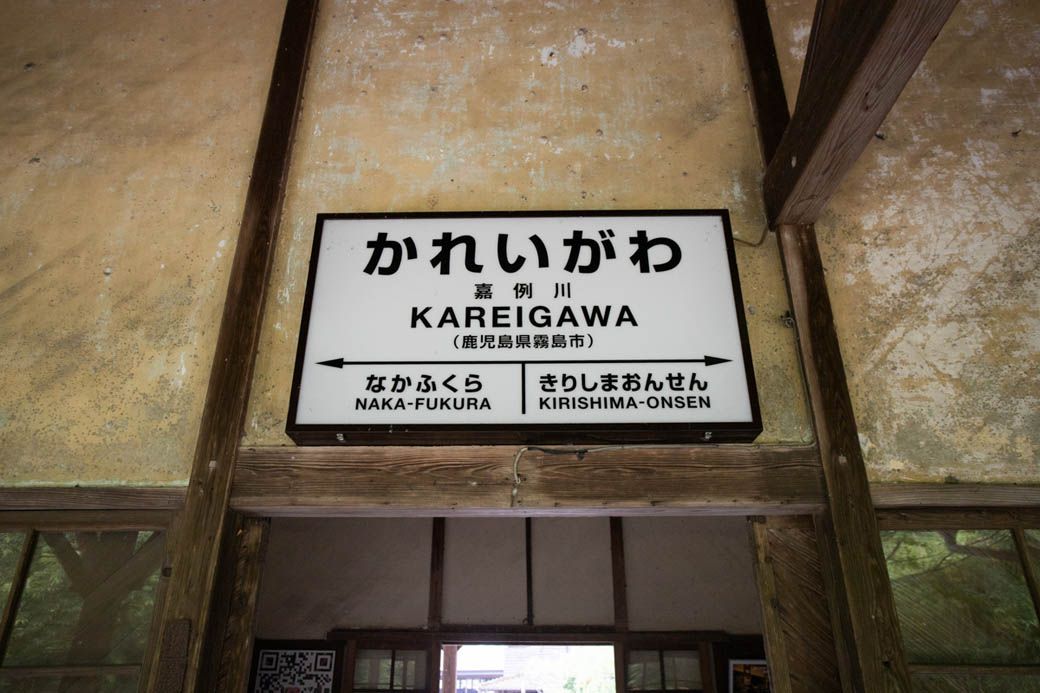 かれいがわ
嘉例川
KAREIGAWA
（鹿児島県霧島市）
なかふくら
NAKA-FUKURA
きりしまおんせん
KIRISHIMA-ONSEN